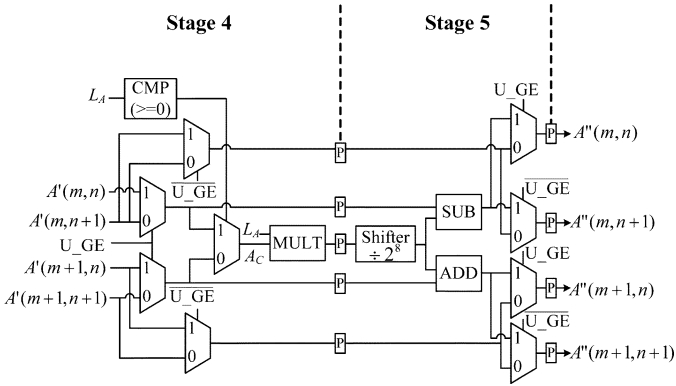 Stage 4 Stage 5
L_A CMP (>=0)
U_GE
1
0
P
P A"(m,n)
1
0
U_GE
A'(m,n) 1
A'(m,n+1) 0
P
SUB
U_GE
1
0
P A"(m,n+1)
U_GE
L_A
A_C
MULT
P
Shifter ÷2^8
A'(m+1,n) 1
A'(m+1,n+1) 0
P
ADD
U_GE
1
0
P A"(m+1,n)
U_GE
1
0
P
U_GE
1
0
P A"(m+1,n+1)